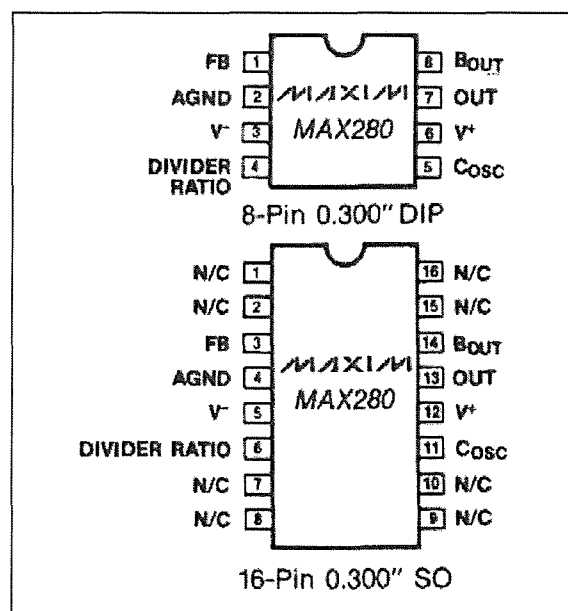 FB 1 8 BOUT
AGND 2 MAXIM 7 OUT
V- 3 MAX280 6 V+
DIVIDER RATIO 4 5 COSC
8-Pin 0.300" DIP
N/C 1 16 N/C
N/C 2 15 N/C
FB 3 14 BOUT
AGND 4 MAXIM 13 OUT
V- 5 MAX280 12 V+
DIVIDER RATIO 6 11 COSC
N/C 7 10 N/C
N/C 8 9 N/C
16-Pin 0.300" SO